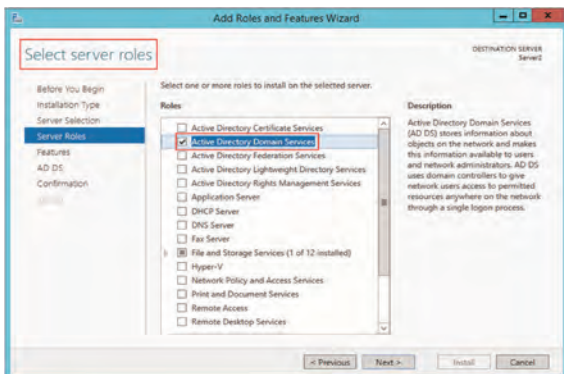 Add Roles and Features Wizard
Select server roles
DESTINATION SERVER
Server2
Before You Begin
Installation Type
Server Selection
Server Roles
Features
AD DS
Confirmation
Select one or more roles to install on the selected server.
Roles
Active Directory Certificate Services
Active Directory Domain Services
Active Directory Federation Services
Active Directory Lightweight Directory Services
Active Directory Rights Management Services
Application Server
DHCP Server
DNS Server
Fax Server
File and Storage Services (1 of 12 installed)
Hyper-V
Network Policy and Access Services
Print and Document Services
Remote Access
Remote Desktop Services
Description
Active Directory Domain Services
(AD DS) stores information about
objects on the network and makes
this information available to users
and network administrators. AD DS
uses domain controllers to give
network users access to permitted
resources anywhere on the network
through a single logon process.
< Previous
Next >
Install
Cancel